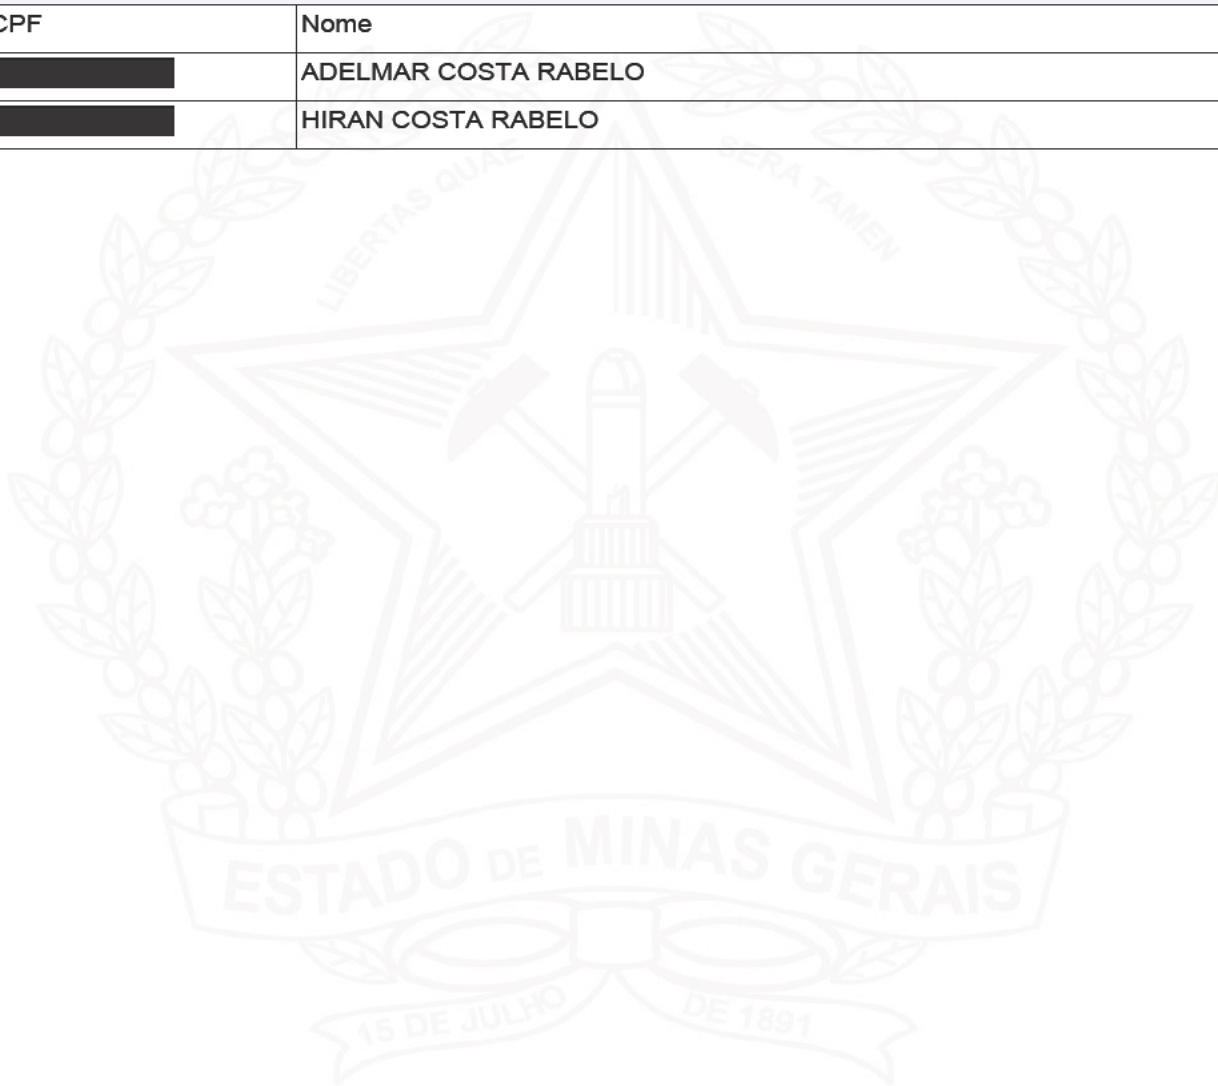 CPF Nome
ADELMAR COSTA RABELO
HIRAN COSTA RABELO
LIBERTAS QUAE SERA TAMEN
ESTADO DE MINAS GERAIS
15 DE JULHO DE 1891